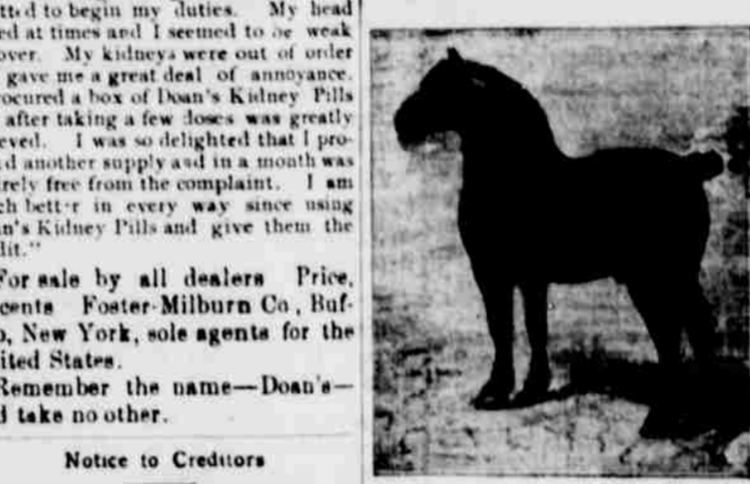 tted to begin my duties. My head
ed at times and I seemed to be weak
over. My kidneys were out of order
gave me a great deal of annoyance.
rocured a box of Doan's Kidney Pills
after taking a few doses was greatly
eved. I was so delighted that I pro-
d another supply and in a month was
rely free from the complaint. I am
ch better in every way since using
n's Kidney Pills and give them the
dit."
For sale by all dealers Price,
cents Foster-Milburn Co, Buf-
o, New York, sole agents for the
ited States.
Remember the name—Doan's—
d take no other.
Notice to Creditors